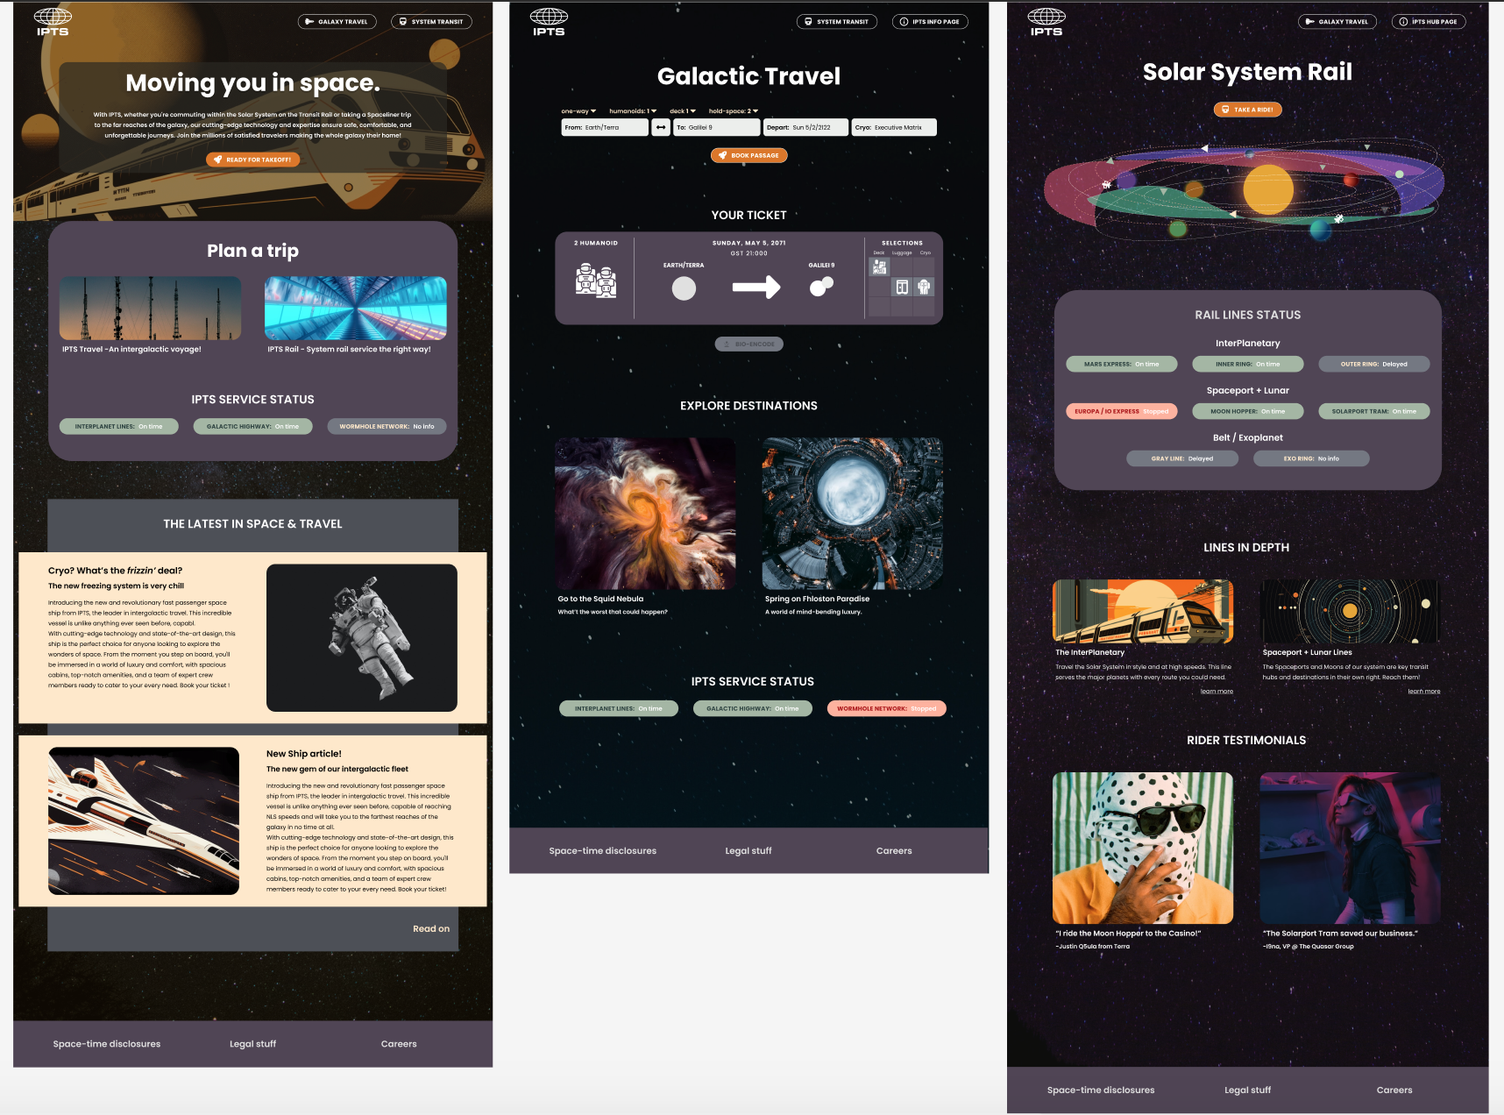 IPTS
GALAXY TRAVEL
SYSTEM TRANSIT
Moving you in space.
With IPTS, whether you're commuting within the Solar System on the Transit Rail or taking a Spaceliner trip
to the far reaches of the galaxy, our cutting-edge technology and expertise ensure safe, comfortable, and
unforgettable journeys. Join the millions of satisfied travelers making the whole galaxy their home!
READY FOR TAKEOFF!
Plan a trip
IPTS Travel -An intergalactic voyage!
IPTS Rail - System rail service the right way!
IPTS SERVICE STATUS
INTERPLANET LINES: On time
GALACTIC HIGHWAY: On time
WORMHOLE NETWORK: No Info
THE LATEST IN SPACE & TRAVEL
Cryo? What's the frizzin' deal?
The new freezing system is very chill
Introducing the new and revolutionary fast passenger space
ship from IPTS, the leader in intergalactic travel. This incredible
vessel is unlike anything ever seen before, capabl.
With cutting-edge technology and state-of-the-art design, this
ship is the perfect choice for anyone looking to explore the
wonders of space. From the moment you step on board, you'll
be immersed in a world of luxury and comfort, with spacious
cabins, top-notch amenities, and a team of expert crew
members ready to cater to your every need. Book your ticket !
New Ship article!
The new gem of our intergalactic fleet
Introducing the new and revolutionary fast passenger space
ship from IPTS, the leader in intergalactic travel. This incredible
vessel is unlike anything ever seen before, capable of reaching
NLS speeds and will take you to the farthest reaches of the
galaxy in no time at all.
With cutting-edge technology and state-of-the-art design, this
ship is the perfect choice for anyone looking to explore the
wonders of space. From the moment you step on board, you'll
be immersed in a world of luxury and comfort, with spacious
cabins, top-notch amenities, and a team of expert crew
members ready to cater to your every need. Book your ticket!
Read on
Space-time disclosures
Legal stuff
Careers
IPTS
SYSTEM TRANSIT
IPTS INFO PAGE
Galactic Travel
one-way
humanoids: 1
deck 1
hold-space: 2
From: Earth/Terra
To: Galilei 9
Depart: Sun 5/2/2122
Cryo: Executive Matrix
BOOK PASSAGE
YOUR TICKET
2 HUMANOID
SUNDAY, MAY 5, 2071
GST 21:000
SELECTIONS
Deck
Luggage
Cryo
EARTH/TERRA
GALILEI 9
BIO-ENCODE
EXPLORE DESTINATIONS
Go to the Squid Nebula
What's the worst that could happen?
Spring on Fhloston Paradise
A world of mind-bending luxury.
IPTS SERVICE STATUS
INTERPLANET LINES: On time
GALACTIC HIGHWAY: On time
WORMHOLE NETWORK: Stopped
Space-time disclosures
Legal stuff
Careers
IPTS
GALAXY TRAVEL
IPTS HUB PAGE
Solar System Rail
TAKE A RIDE!
RAIL LINES STATUS
InterPlanetary
MARS EXPRESS: On time
INNER RING: On time
OUTER RING: Delayed
Spaceport + Lunar
EUROPA / IO EXPRESS Stopped
MOON HOPPER: On time
SOLARPORT TRAM: On time
Belt / Exoplanet
GRAY LINE: Delayed
EXO RING: No info
LINES IN DEPTH
The InterPlanetary
Travel the Solar System in style and at high speeds. This line
serves the major planets with every route you could need.
learn more
Spaceport + Lunar Lines
The Spaceports and Moons of our system are key transit
hubs and destinations in their own right. Reach them!
learn more
RIDER TESTIMONIALS
"I ride the Moon Hopper to the Casino!"
-Justin Q5ula from Terra
"The Solarport Tram saved our business."
-I9na, VP @ The Quasar Group
Space-time disclosures
Legal stuff
Careers